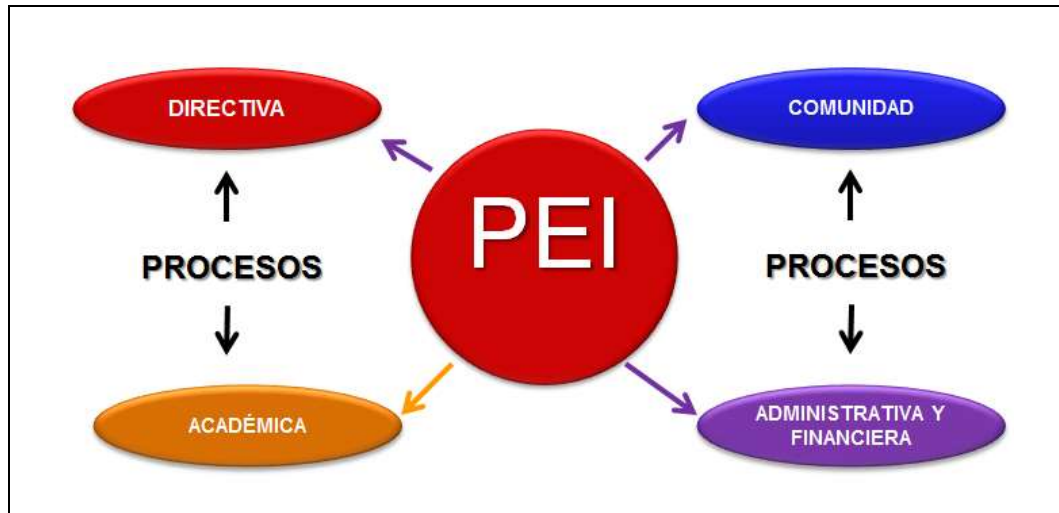 DIRECTIVA
COMUNIDAD
PEI
PROCESOS
PROCESOS
ACADÉMICA
ADMINISTRATIVA Y
FINANCIERA